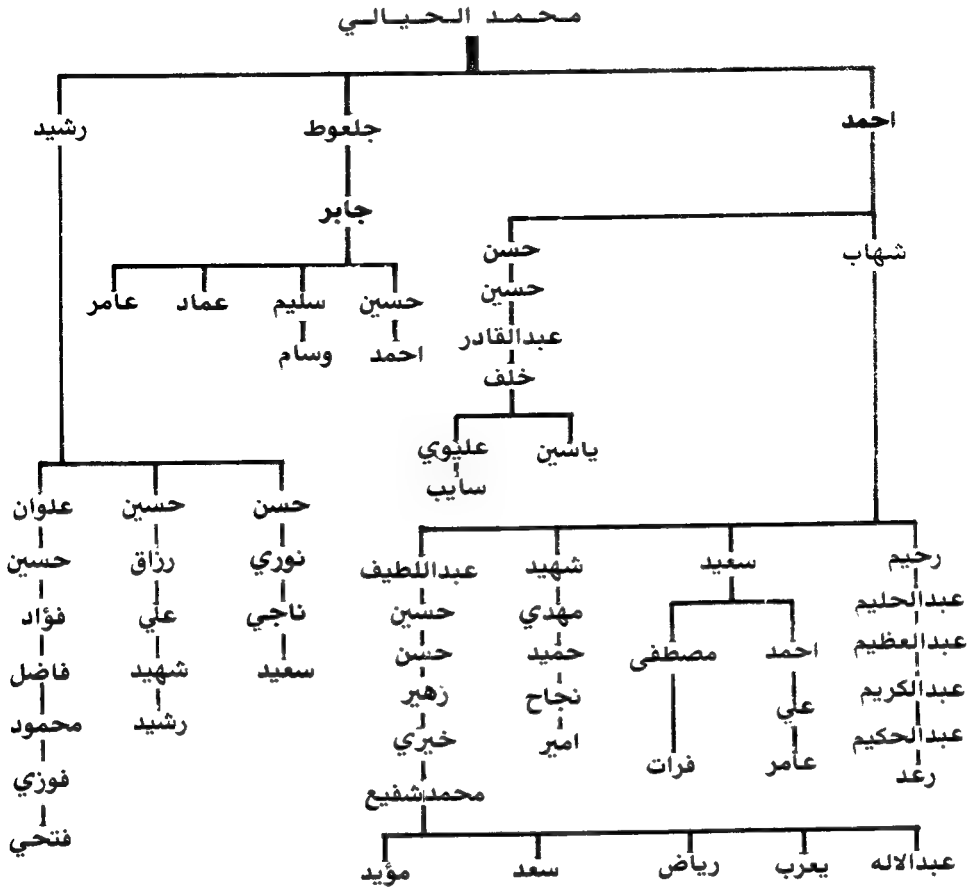 محمد الحيالي
احمد جلعوط رشيد
جابر
شهاب حسن
حسين
حسين سليم عماد عامر
عبدالقادر
احمد وسام
خلف
ياسين عليوي
سايب
حسن حسين علوان
رحيم سعيد شهيد عبداللطيف نوري رزاق حسين
عبدالحليم مهدي حسين ناجي علي فؤاد
عبدالعظيم احمد مصطفى حميد حسن سعيد شهيد فاضل
عبدالكريم علي نجاح زهير رشيد محمود
عبدالحكيم عامر فرات امير خيري فوزي
رعد محمدشفيع فتحي
عبدالاله يعرب رياض سعد مؤيد